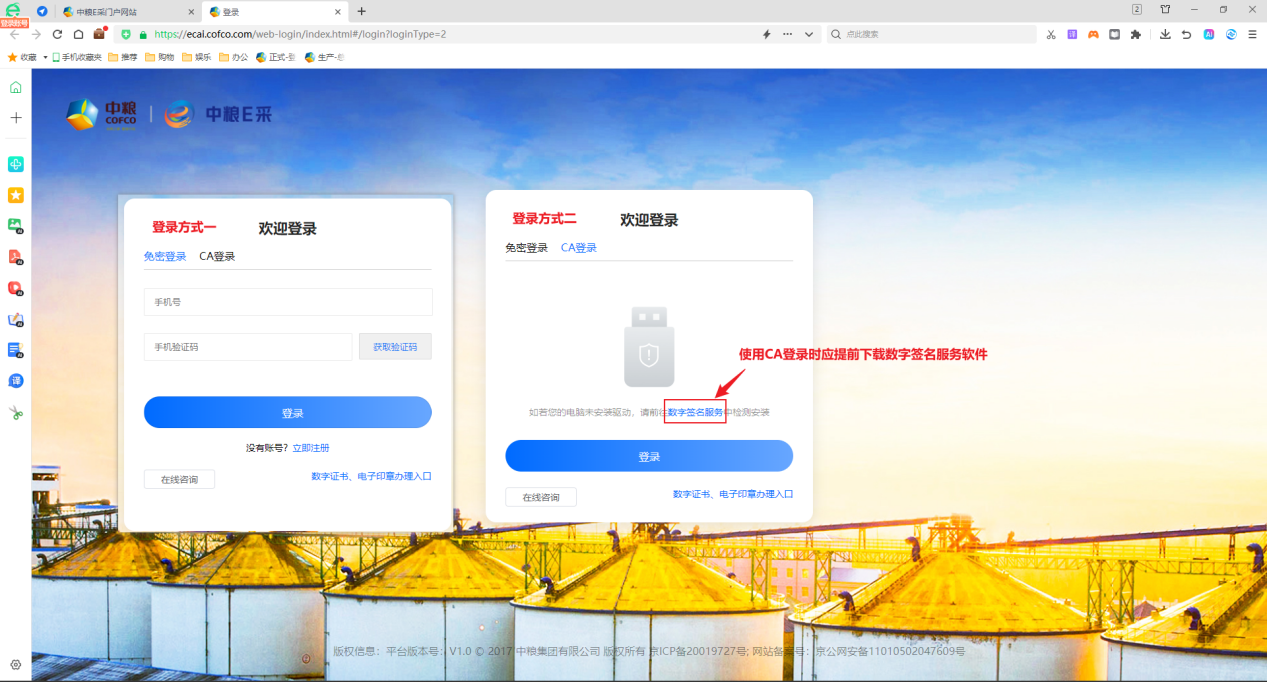 中粮E采门户网站
登录
2
登录账号
https://ecai.cofco.com/web-login/index.html#/login?loginType=2
点此搜索
收藏
手机收藏夹
推荐
购物
娱乐
办公
正式-登
生产-
中粮
COFCO
中粮E采
登录方式一
欢迎登录
免密登录 CA登录
手机号
手机验证码
获取验证码
登录
没有账号? 立即注册
在线咨询
数字证书、电子印章办理入口
登录方式二
欢迎登录
免密登录 CA登录
使用CA登录时应提前下载数字签名服务软件
如若您的电脑未安装驱动，请前往数字签名服务中检测安装
登录
在线咨询
数字证书、电子印章办理入口
版权信息：平台版本号：V1.0 © 2017 中粮集团有限公司 版权所有 京ICP备20019727号; 网站备案号：京公网安备11010502047609号